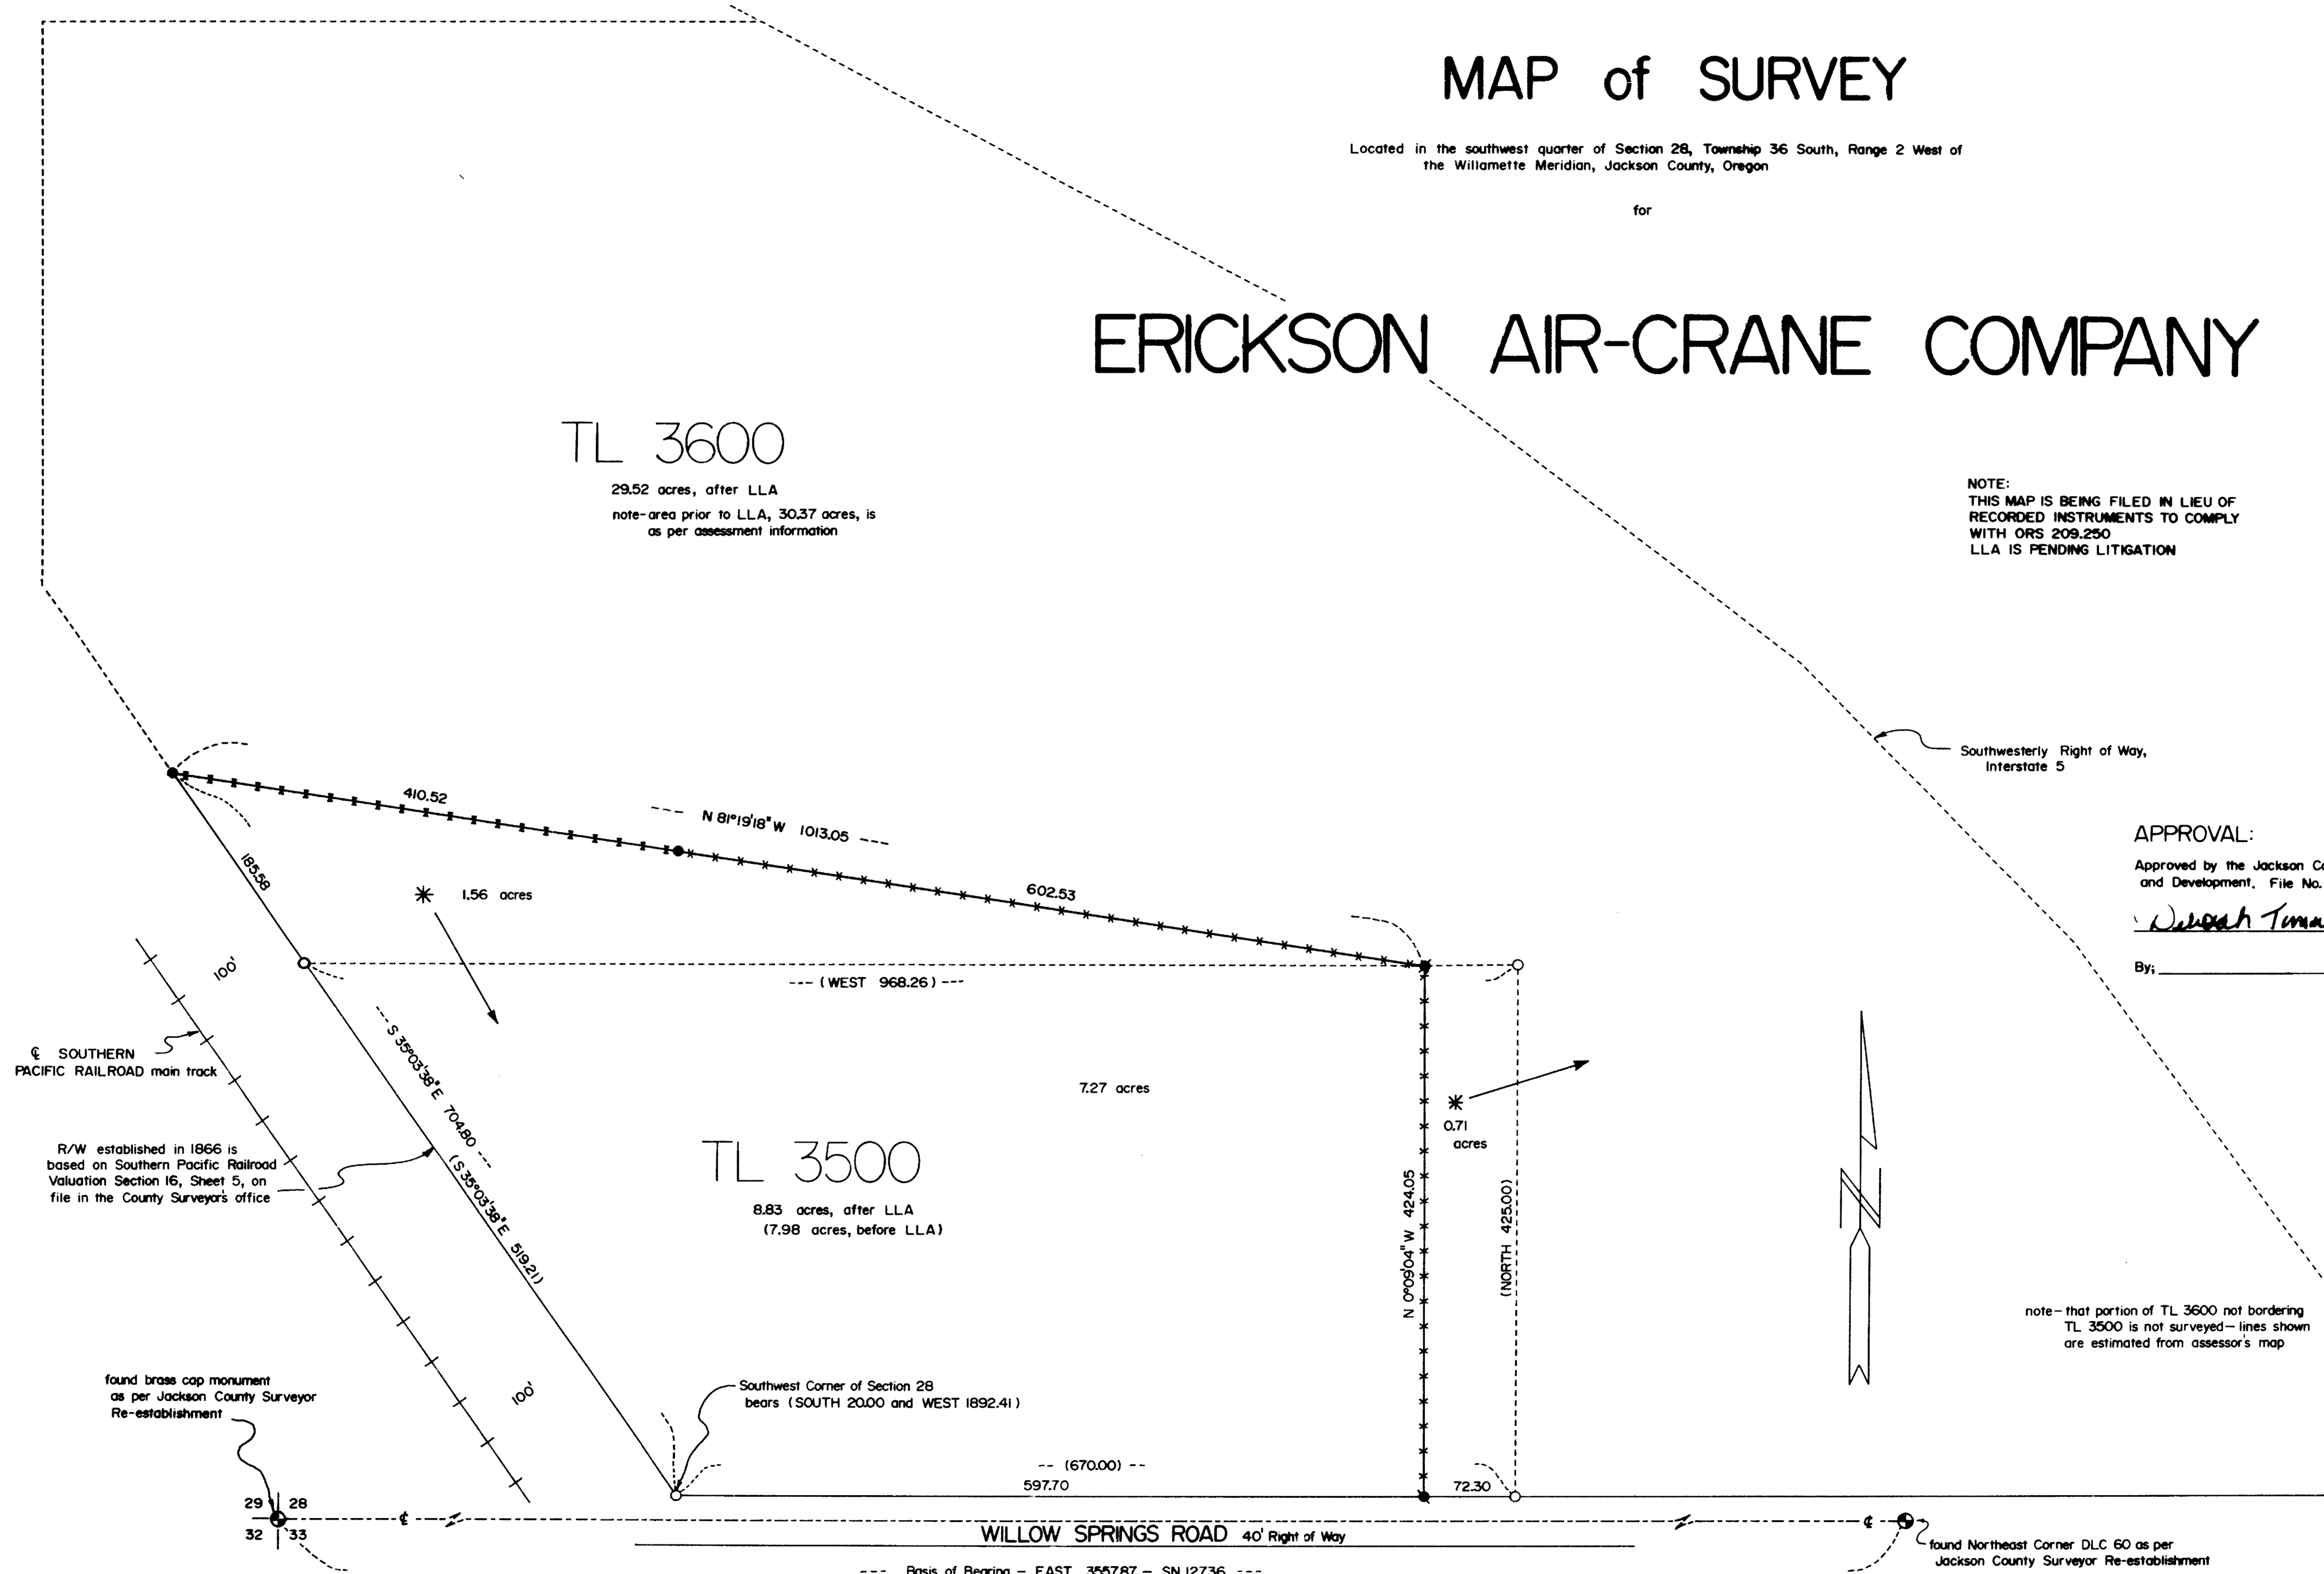 MAP of SURVEY
Located in the southwest quarter of Section 28, Township 36 South, Range 2 West of
the Willamette Meridian, Jackson County, Oregon
for
ERICKSON AIR-CRANE COMPANY
TL 3600
29.52 acres, after LLA
note-area prior to LLA, 30.37 acres, is
as per assessment information
NOTE:
THIS MAP IS BEING FILED IN LIEU OF
RECORDED INSTRUMENTS TO COMPLY
WITH ORS 209.250
LLA IS PENDING LITIGATION
Southwesterly Right of Way,
Interstate 5
APPROVAL:
Approved by the Jackson
and Development, File No.
Deborah
By;
410.52
N 81°19'18" W 1013.05
602.53
185.58
1.56 acres
100'
(WEST 968.26)
℄ SOUTHERN
PACIFIC RAILROAD main track
S 35°03'38" E 704.80
(S 35°03'38" E 519.21)
7.27 acres
0.71
acres
R/W established in 1866 is
based on Southern Pacific Railroad
Valuation Section 16, Sheet 5, on
file in the County Surveyor's office
TL 3500
8.83 acres, after LLA
(7.98 acres, before LLA)
N 0°09'04" W 424.05
(NORTH 425.00)
N
note-that portion of TL 3600 not bordering
TL 3500 is not surveyed-lines shown
are estimated from assessor's map
found brass cap monument
as per Jackson County Surveyor
Re-establishment
100'
Southwest Corner of Section 28
bears (SOUTH 20.00 and WEST 1892.41)
(670.00)
597.70
72.30
29 28
32 33
℄
℄
WILLOW SPRINGS ROAD 40' Right of Way
found Northeast Corner DLC 60 as per
Jackson County Surveyor Re-establishment
Basis of Bearing - EAST 3557.87 - SN 12736